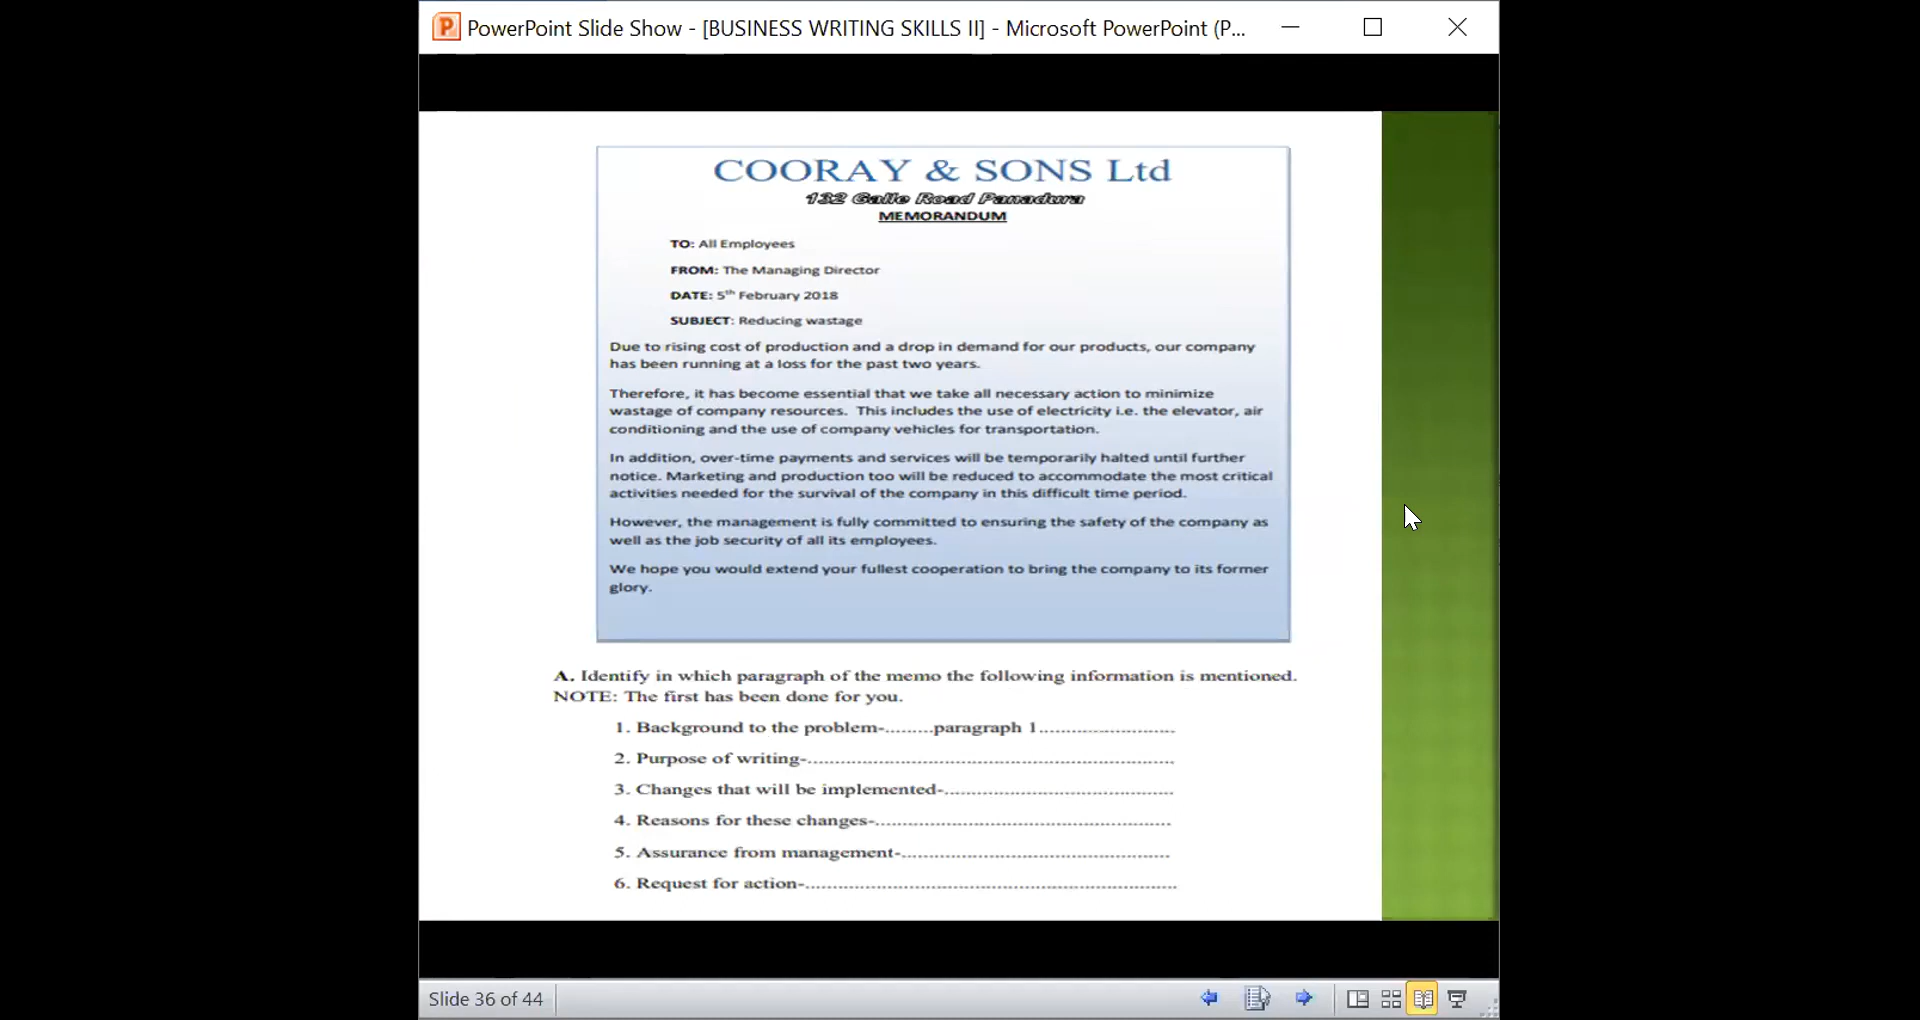 PowerPoint Slide Show - [BUSINESS WRITING SKILLS II] - Microsoft PowerPoint (P...
COORAY & SONS Ltd
132 Galle Road Panadura
MEMORANDUM
TO: All Employees
FROM: The Managing Director
DATE: 5th February 2018
SUBJECT: Reducing wastage
Due to rising cost of production and a drop in demand for our products, our company
has been running at a loss for the past two years.
Therefore, it has become essential that we take all necessary action to minimize
wastage of company resources. This includes the use of electricity i.e. the elevator, air
conditioning and the use of company vehicles for transportation.
In addition, over-time payments and services will be temporarily halted until further
notice. Marketing and production too will be reduced to accommodate the most critical
activities needed for the survival of the company in this difficult time period.
However, the management is fully committed to ensuring the safety of the company as
well as the job security of all its employees.
We hope you would extend your fullest cooperation to bring the company to its former
glory.
A. Identify in which paragraph of the memo the following information is mentioned.
NOTE: The first has been done for you.
1. Background to the problem-.........paragraph 1.........................
2. Purpose of writing-....................................................................
3. Changes that will be implemented-..........................................
4. Reasons for these changes-......................................................
5. Assurance from management-.................................................
6. Request for action-....................................................................
Slide 36 of 44